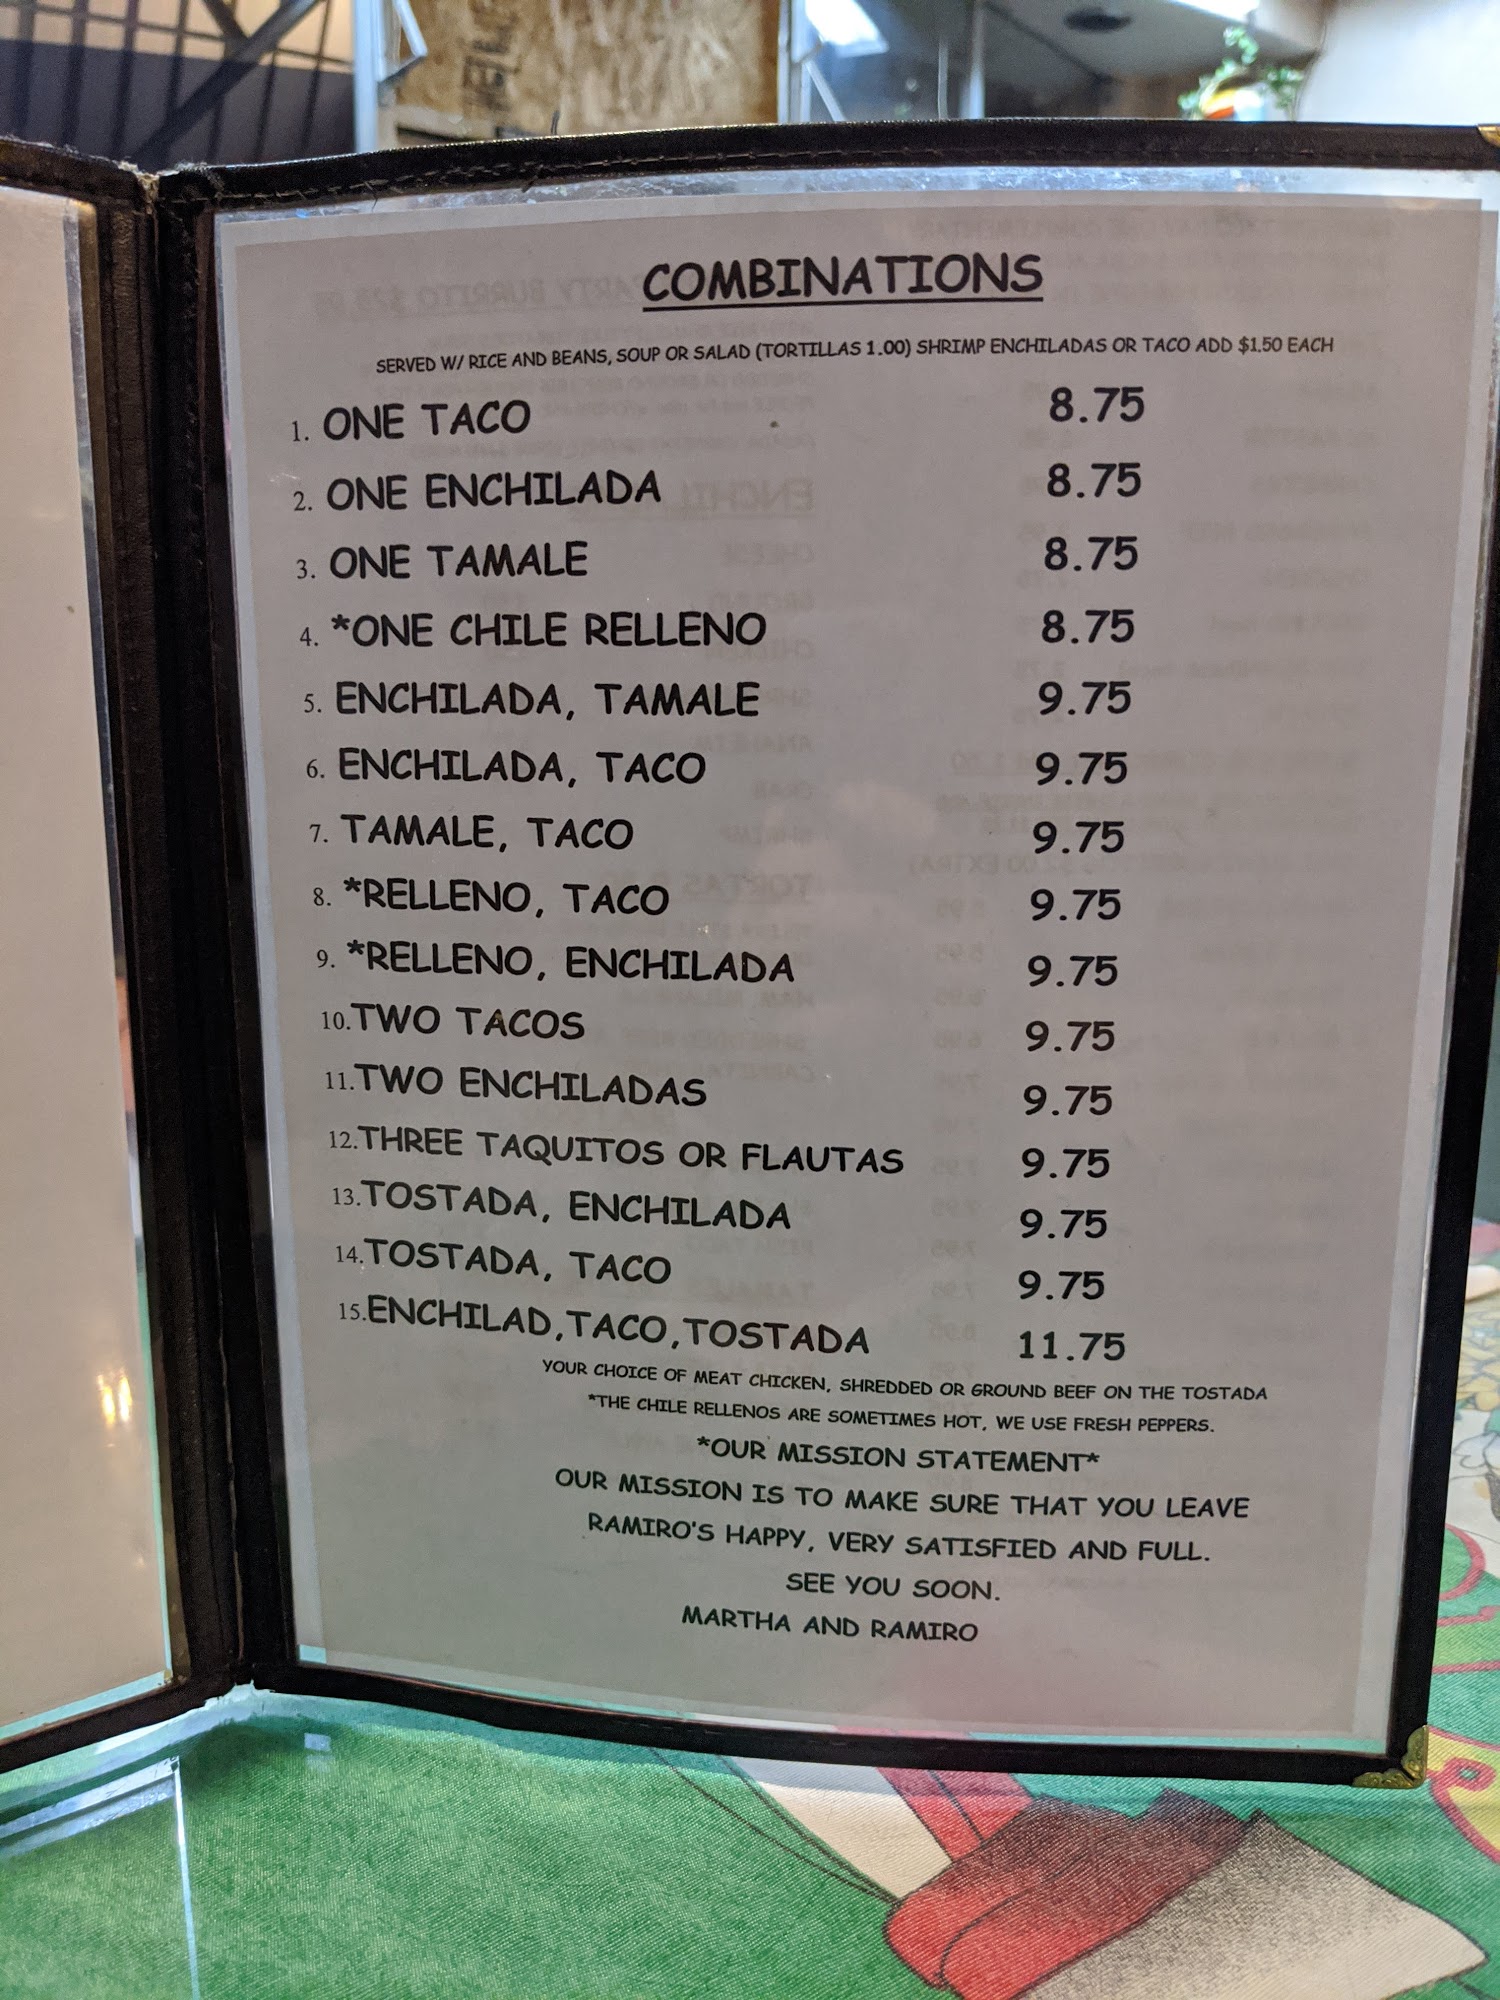 COMBINATIONS
SERVED W/ RICE AND BEANS, SOUP OR SALAD (TORTILLAS 1.00) SHRIMP ENCHILADAS OR TACO ADD $1.50 EACH
1. ONE TACO 8.75
2. ONE ENCHILADA 8.75
3. ONE TAMALE 8.75
4. *ONE CHILE RELLENO 8.75
5. ENCHILADA, TAMALE 9.75
6. ENCHILADA, TACO 9.75
7. TAMALE, TACO 9.75
8. *RELLENO, TACO 9.75
9. *RELLENO, ENCHILADA 9.75
10. TWO TACOS 9.75
11. TWO ENCHILADAS 9.75
12. THREE TAQUITOS OR FLAUTAS 9.75
13. TOSTADA, ENCHILADA 9.75
14. TOSTADA, TACO 9.75
15. ENCHILAD,TACO,TOSTADA 11.75
YOUR CHOICE OF MEAT CHICKEN, SHREDDED OR GROUND BEEF ON THE TOSTADA
*THE CHILE RELLENOS ARE SOMETIMES HOT, WE USE FRESH PEPPERS.
*OUR MISSION STATEMENT*
OUR MISSION IS TO MAKE SURE THAT YOU LEAVE
RAMIRO'S HAPPY, VERY SATISFIED AND FULL.
SEE YOU SOON.
MARTHA AND RAMIRO